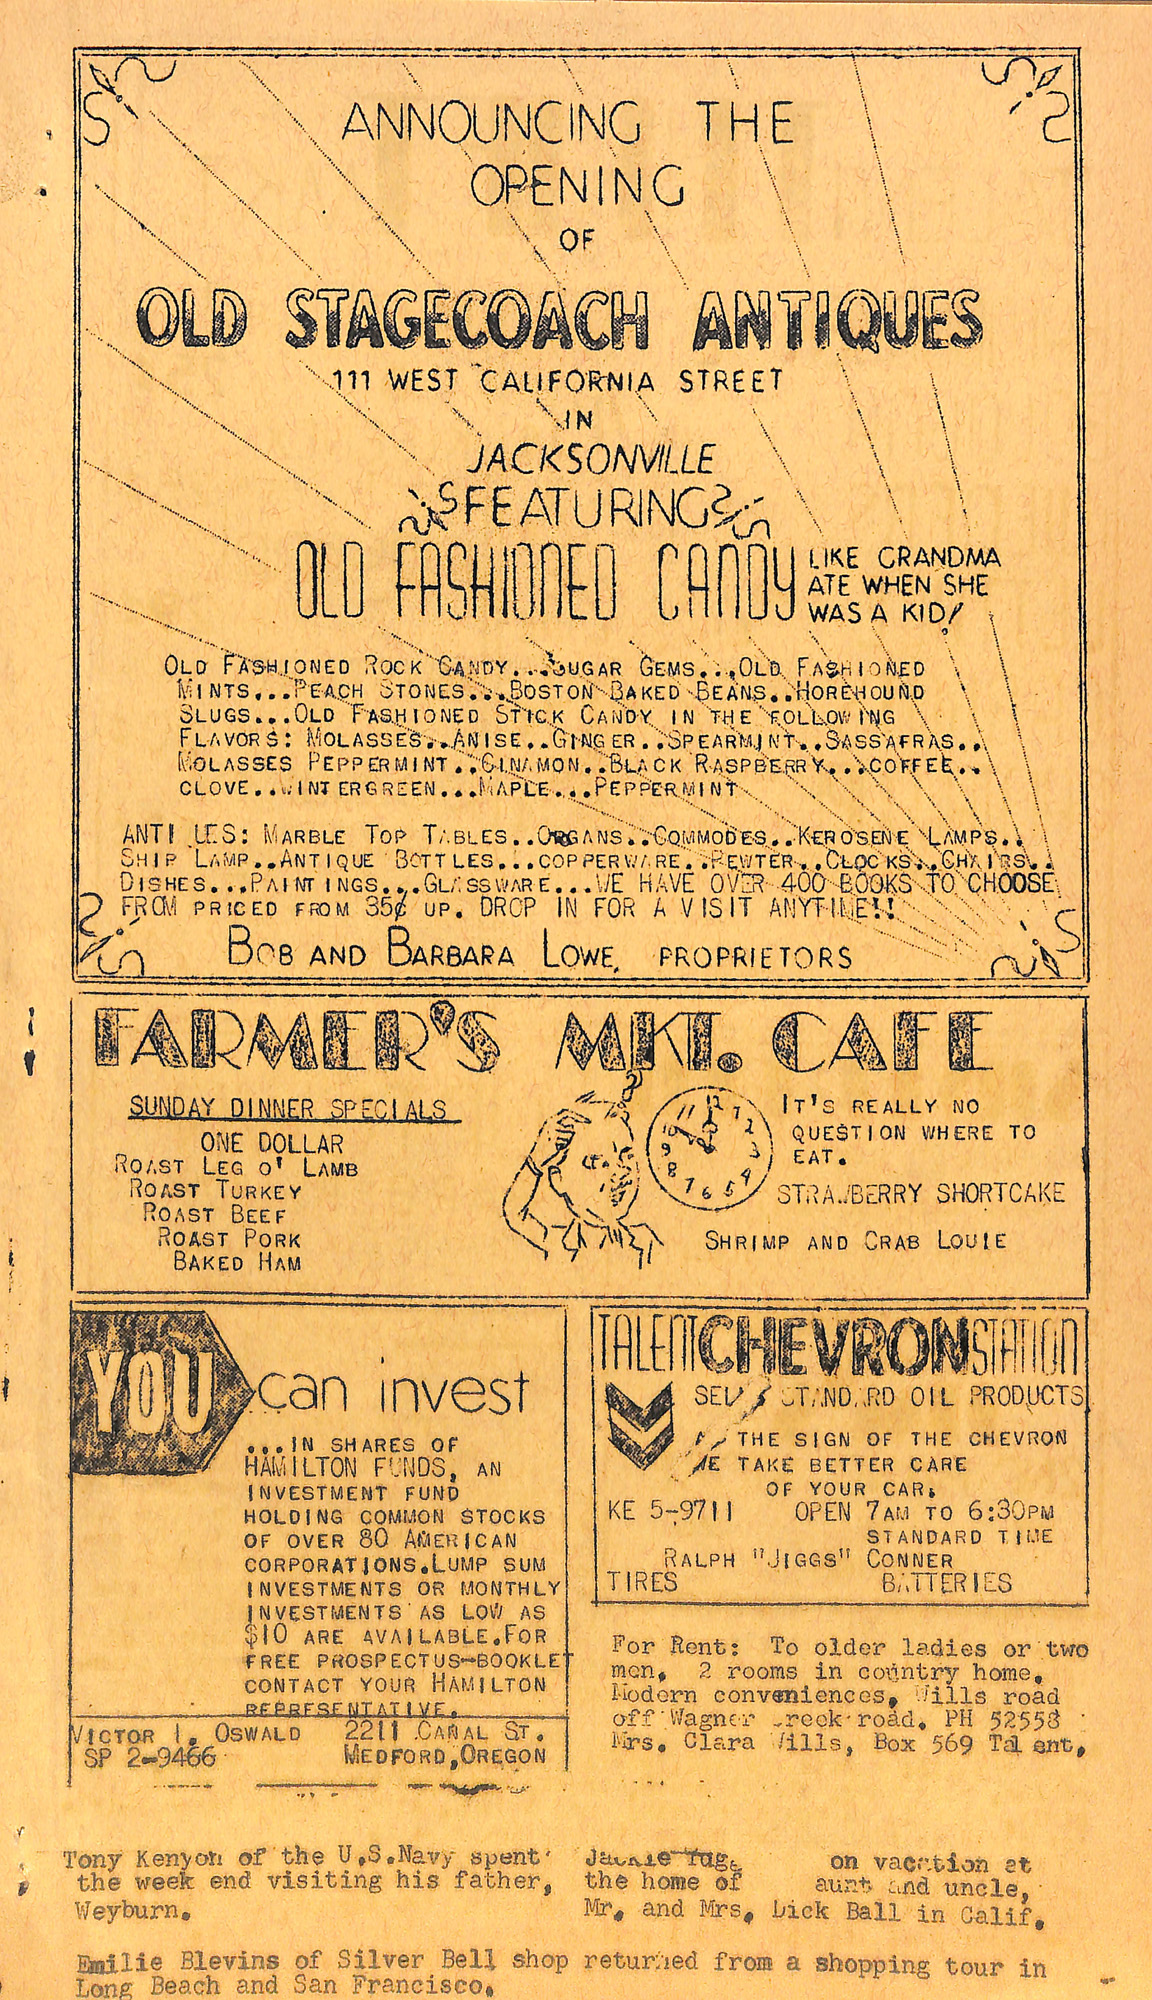 ANNOUNCING THE
OPENING
OF
OLD STAGECOACH ANTIQUES
111 WEST CALIFORNIA STREET
IN
JACKSONVILLE
FEATURING
OLD FASHIONED CANDY
LIKE GRANDMA
ATE WHEN SHE
WAS A KID!
OLD FASHIONED ROCK CANDY...SUGAR GEMS...OLD FASHIONED
MINTS...PEACH STONES...BOSTON BAKED BEANS..HOREHOUND
SLUGS...OLD FASHIONED STICK CANDY IN THE FOLLOWING
FLAVORS: MOLASSES..ANISE..GINGER..SPEARMINT..SASSAFRAS..
MOLASSES PEPPERMINT..CINAMON..BLACK RASPBERRY...COFFEE..
CLOVE..WINTERGREEN...MAPLE...PEPPERMINT
ANTIQUES: MARBLE TOP TABLES..ORGANS..COMMODES..KEROSENE LAMPS..
SHIP LAMP..ANTIQUE BOTTLES...COPPERWARE..PEWTER..CLOCKS..CHAIRS..
DISHES...PAINTINGS...GLASSWARE...WE HAVE OVER 400 BOOKS TO CHOOSE
FROM PRICED FROM 35¢ UP. DROP IN FOR A VISIT ANYTIME!!
BOB AND BARBARA LOWE, PROPRIETORS
FARMER'S MKT. CAFE
SUNDAY DINNER SPECIALS
ONE DOLLAR
ROAST LEG O' LAMB
ROAST TURKEY
ROAST BEEF
ROAST PORK
BAKED HAM
11 12 1
10 2
9 3
8 4
7 6 5
IT'S REALLY NO
QUESTION WHERE TO
EAT.
STRAWBERRY SHORTCAKE
SHRIMP AND CRAB LOUIE
YOU can invest
...IN SHARES OF
HAMILTON FUNDS, AN
INVESTMENT FUND
HOLDING COMMON STOCKS
OF OVER 80 AMERICAN
CORPORATIONS.LUMP SUM
INVESTMENTS OR MONTHLY
INVESTMENTS AS LOW AS
$10 ARE AVAILABLE.FOR
FREE PROSPECTUS-BOOKLET
CONTACT YOUR HAMILTON
REPRESENTATIVE.
VICTOR I. OSWALD 2211 CANAL ST.
SP 2-9466 MEDFORD,OREGON
TALENT CHEVRON STATION
STANDARD OIL PRODUCTS
THE SIGN OF THE CHEVRON
WE TAKE BETTER CARE
OF YOUR CAR.
KE 5-9711 OPEN 7AM TO 6:30PM
STANDARD TIME
RALPH "JIGGS" CONNER
TIRES BATTERIES
For Rent: To older ladies or two
men. 2 rooms in country home.
Modern conveniences, Wills road
off Wagner Creek road. PH 52558
Mrs. Clara Wills, Box 569 Talent,
Tony Kenyon of the U.S.Navy spent
the week end visiting his father,
Weyburn.
Jackie on vacation at
the home of aunt and uncle,
Mr. and Mrs. Dick Ball in Calif.
Emilie Blevins of Silver Bell shop returned from a shopping tour in
Long Beach and San Francisco.